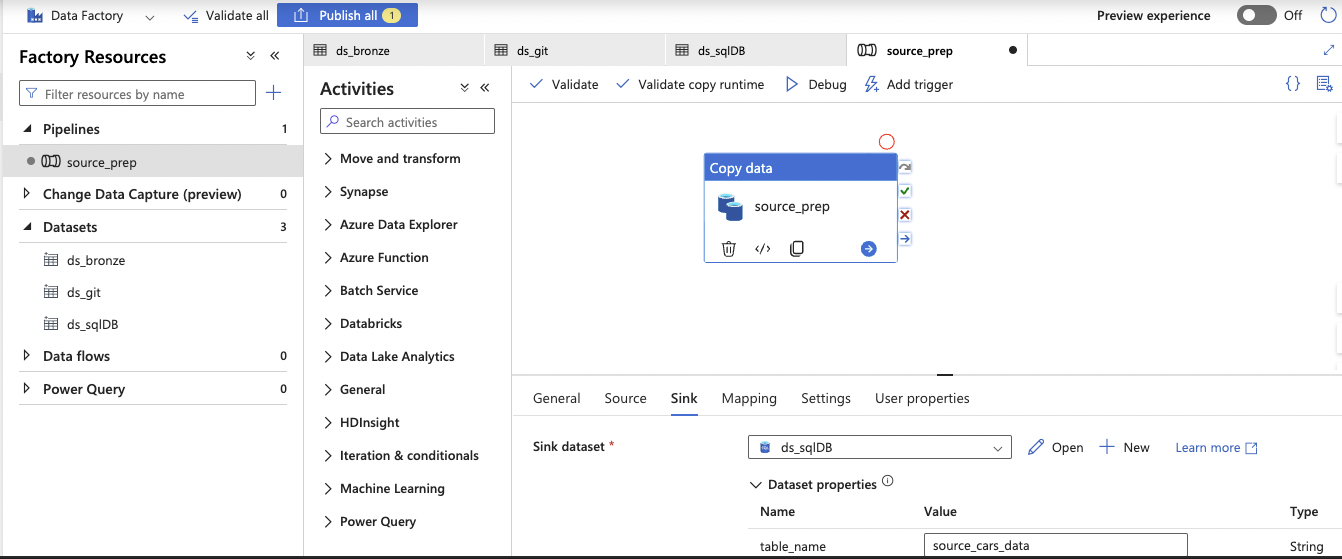 Data Factory
Validate all
Publish all 1
Preview experience
Off
Factory Resources
Filter resources by name
Pipelines 1
source_prep
Change Data Capture (preview) 0
Datasets 3
ds_bronze
ds_git
ds_sqlDB
Data flows 0
Power Query 0
ds_bronze
ds_git
ds_sqlDB
source_prep
Activities
Search activities
Move and transform
Synapse
Azure Data Explorer
Azure Function
Batch Service
Databricks
Data Lake Analytics
General
HDInsight
Iteration & conditionals
Machine Learning
Power Query
Validate
Validate copy runtime
Debug
Add trigger
{}
Copy data
source_prep
</>
General
Source
Sink
Mapping
Settings
User properties
Sink dataset *
ds_sqlDB
Open
New
Learn more
Dataset properties
Name Value Type
table_name source_cars_data String